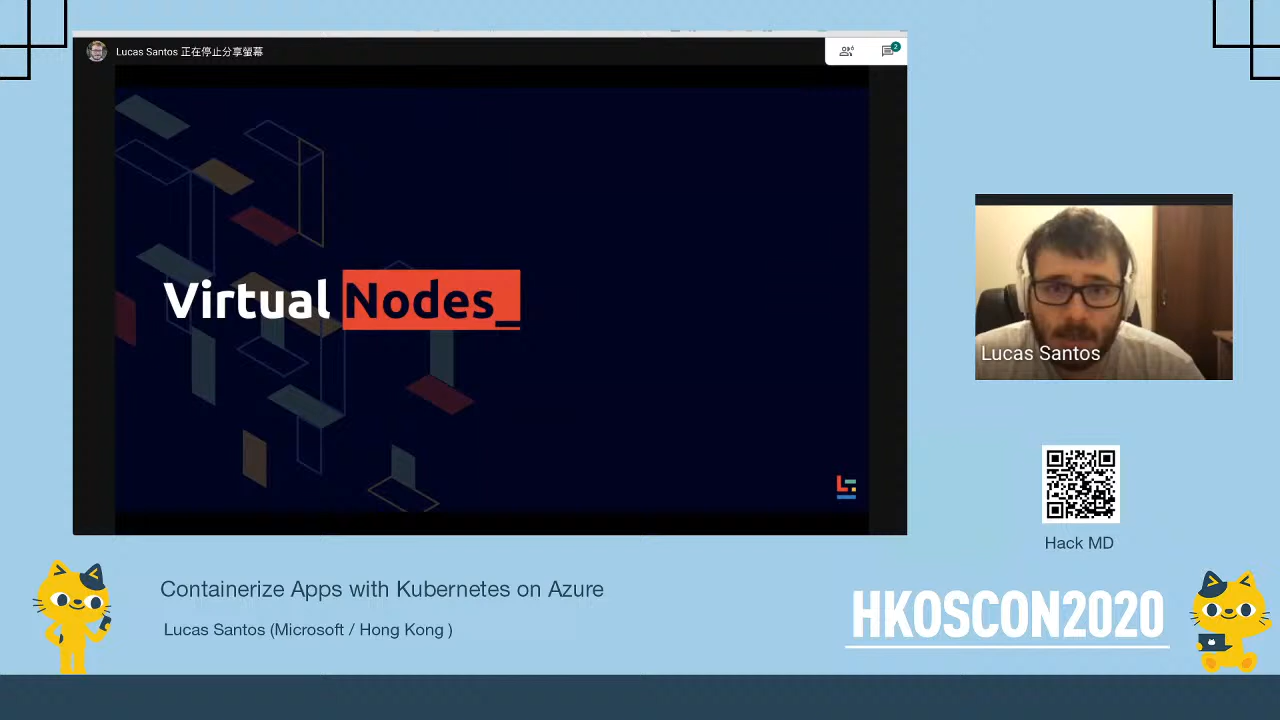 Lucas Santos 正在停止分享螢幕
2
Virtual Nodes_
Lucas Santos
Hack MD
Containerize Apps with Kubernetes on Azure
Lucas Santos (Microsoft / Hong Kong )
HKOSCON2020